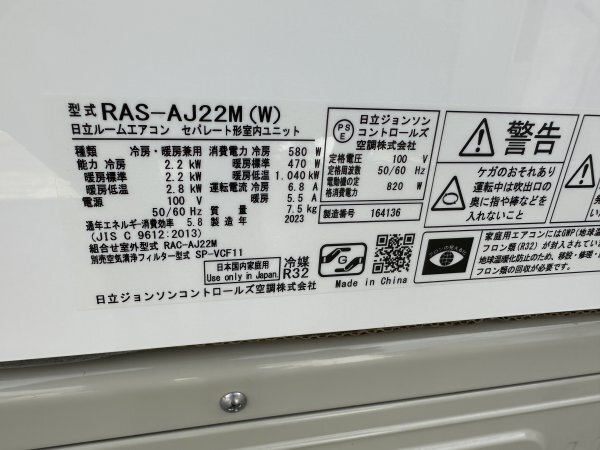 型式 RAS-AJ22M(W)
日立ルームエアコン セパレート形室内ユニット
種類 冷房・暖房兼用 消費電力 冷房 580 W
能力 冷房 2.2 kW 暖房標準 470 W
暖房標準 2.2 kW 暖房低温 1.040 kW
暖房低温 2.8 kW 運転電流 冷房 6.8 A
電源 100 V 暖房 5.5 A
50/60 Hz 質量 7.5 kg
通年エネルギー消費効率 5.8 製造年 2023
(JIS C 9612:2013)
組合せ室外型式 RAC-AJ22M
別売空気清浄フィルター型式 SP-VCF11
日本国内家庭用
Use only in Japan.
冷媒
R32
日立ジョンソンコントロールズ空調株式会社
PS
E
日立ジョンソン
コントロールズ
空調株式会社
定格電圧 100 V
定格周波数 50/60 Hz
電動機の定格消費電力 820 W
製造番号 164136
G
Made in China
警告
ケガのおそれあり
運転中は吹出口の
奥に指や棒などを
入れないこと
家庭用エアコンにはGWP(地球温
フロン類(R32)が封入されています
地球温暖化防止のため、移設・修理・
フロン類の回収が必要です。